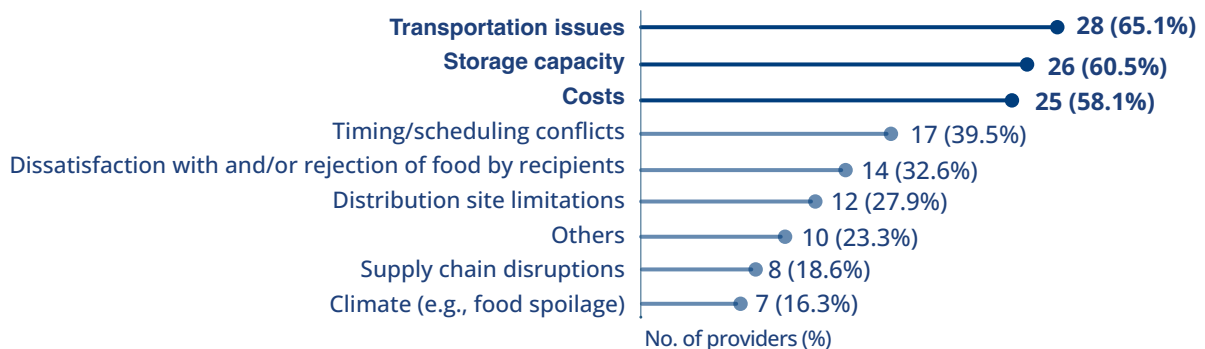 Transportation issues 28 (65.1%)
Storage capacity 26 (60.5%)
Costs 25 (58.1%)
Timing/scheduling conflicts 17 (39.5%)
Dissatisfaction with and/or rejection of food by recipients 14 (32.6%)
Distribution site limitations 12 (27.9%)
Others 10 (23.3%)
Supply chain disruptions 8 (18.6%)
Climate (e.g., food spoilage) 7 (16.3%)
No. of providers (%)